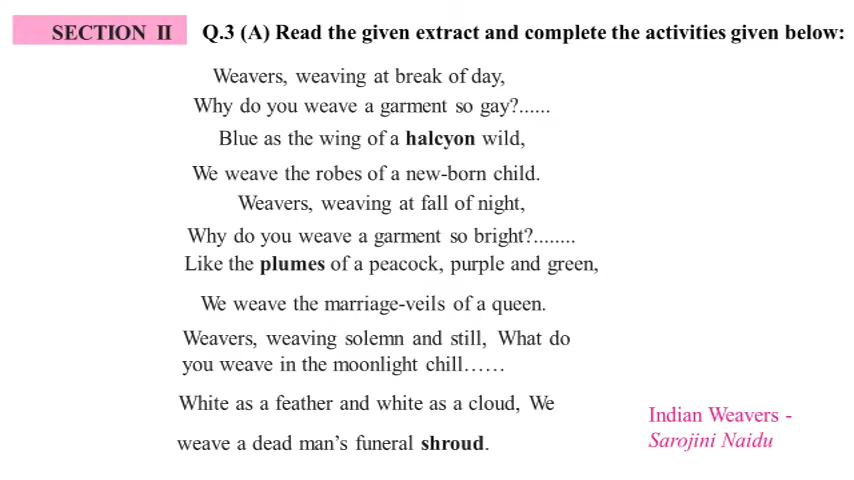 SECTION II Q.3 (A) Read the given extract and complete the activities given below:
Weavers, weaving at break of day,
Why do you weave a garment so gay?......
Blue as the wing of a halcyon wild,
We weave the robes of a new-born child.
Weavers, weaving at fall of night,
Why do you weave a garment so bright?........
Like the plumes of a peacock, purple and green,
We weave the marriage-veils of a queen.
Weavers, weaving solemn and still, What do
you weave in the moonlight chill……
White as a feather and white as a cloud, We
weave a dead man’s funeral shroud.
Indian Weavers -
Sarojini Naidu